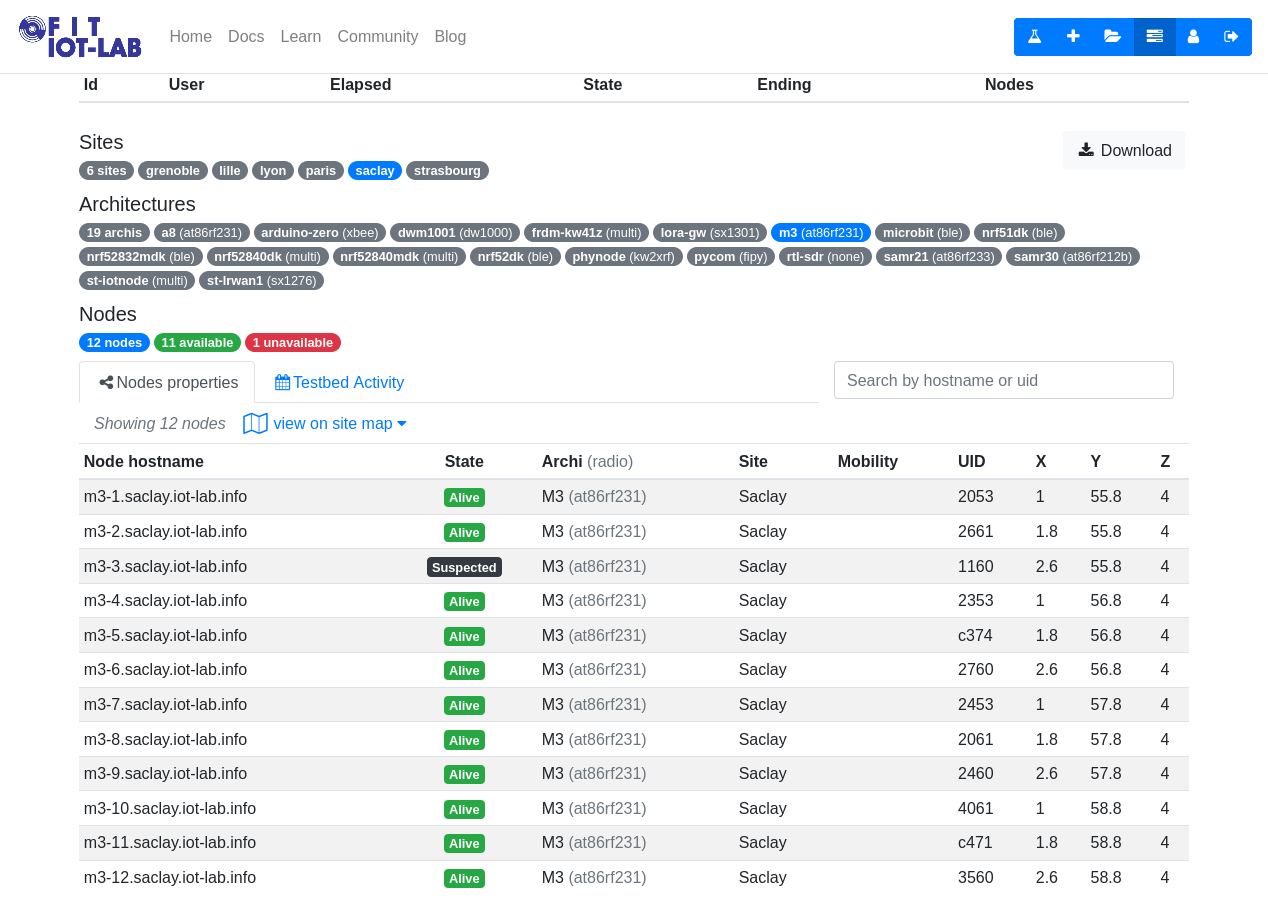 FIT IOT-LAB Home Docs Learn Community Blog
Id User Elapsed State Ending Nodes
Sites
Download
6 sites grenoble lille lyon paris saclay strasbourg
Architectures
19 archis a8 (at86rf231) arduino-zero (xbee) dwm1001 (dw1000) frdm-kw41z (multi) lora-gw (sx1301) m3 (at86rf231) microbit (ble) nrf51dk (ble)
nrf52832mdk (ble) nrf52840dk (multi) nrf52840mdk (multi) nrf52dk (ble) phynode (kw2xrf) pycom (fipy) rtl-sdr (none) samr21 (at86rf233) samr30 (at86rf212b)
st-iotnode (multi) st-lrwan1 (sx1276)
Nodes
12 nodes 11 available 1 unavailable
Nodes properties Testbed Activity Search by hostname or uid
Showing 12 nodes view on site map
Node hostname State Archi (radio) Site Mobility UID X Y Z
m3-1.saclay.iot-lab.info Alive M3 (at86rf231) Saclay 2053 1 55.8 4
m3-2.saclay.iot-lab.info Alive M3 (at86rf231) Saclay 2661 1.8 55.8 4
m3-3.saclay.iot-lab.info Suspected M3 (at86rf231) Saclay 1160 2.6 55.8 4
m3-4.saclay.iot-lab.info Alive M3 (at86rf231) Saclay 2353 1 56.8 4
m3-5.saclay.iot-lab.info Alive M3 (at86rf231) Saclay c374 1.8 56.8 4
m3-6.saclay.iot-lab.info Alive M3 (at86rf231) Saclay 2760 2.6 56.8 4
m3-7.saclay.iot-lab.info Alive M3 (at86rf231) Saclay 2453 1 57.8 4
m3-8.saclay.iot-lab.info Alive M3 (at86rf231) Saclay 2061 1.8 57.8 4
m3-9.saclay.iot-lab.info Alive M3 (at86rf231) Saclay 2460 2.6 57.8 4
m3-10.saclay.iot-lab.info Alive M3 (at86rf231) Saclay 4061 1 58.8 4
m3-11.saclay.iot-lab.info Alive M3 (at86rf231) Saclay c471 1.8 58.8 4
m3-12.saclay.iot-lab.info Alive M3 (at86rf231) Saclay 3560 2.6 58.8 4